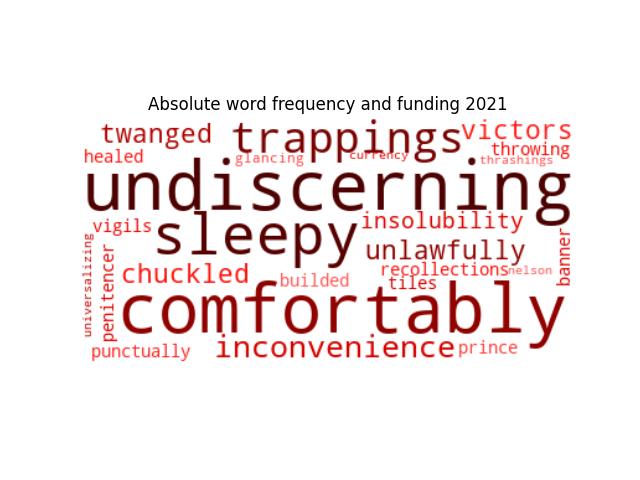 Absolute word frequency and funding 2021
twanged trappings victors
healed glancing currency throwing
thrashings
undiscerning
vigils sleepy insolubility
universalizing penitencer unlawfully banner
chuckled builded recollections nelson
tiles
comfortably
punctually inconvenience prince